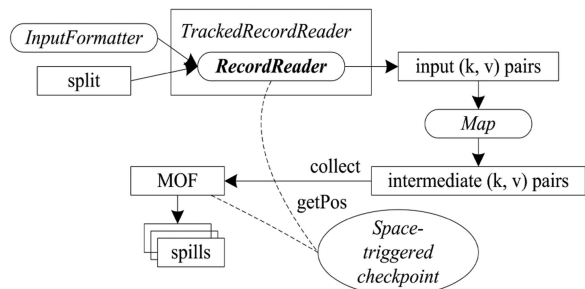 TrackedRecordReader
InputFormatter
RecordReader
input (k, v) pairs
split
Map
collect
MOF
intermediate (k, v) pairs
getPos
Space-
triggered
checkpoint
spills